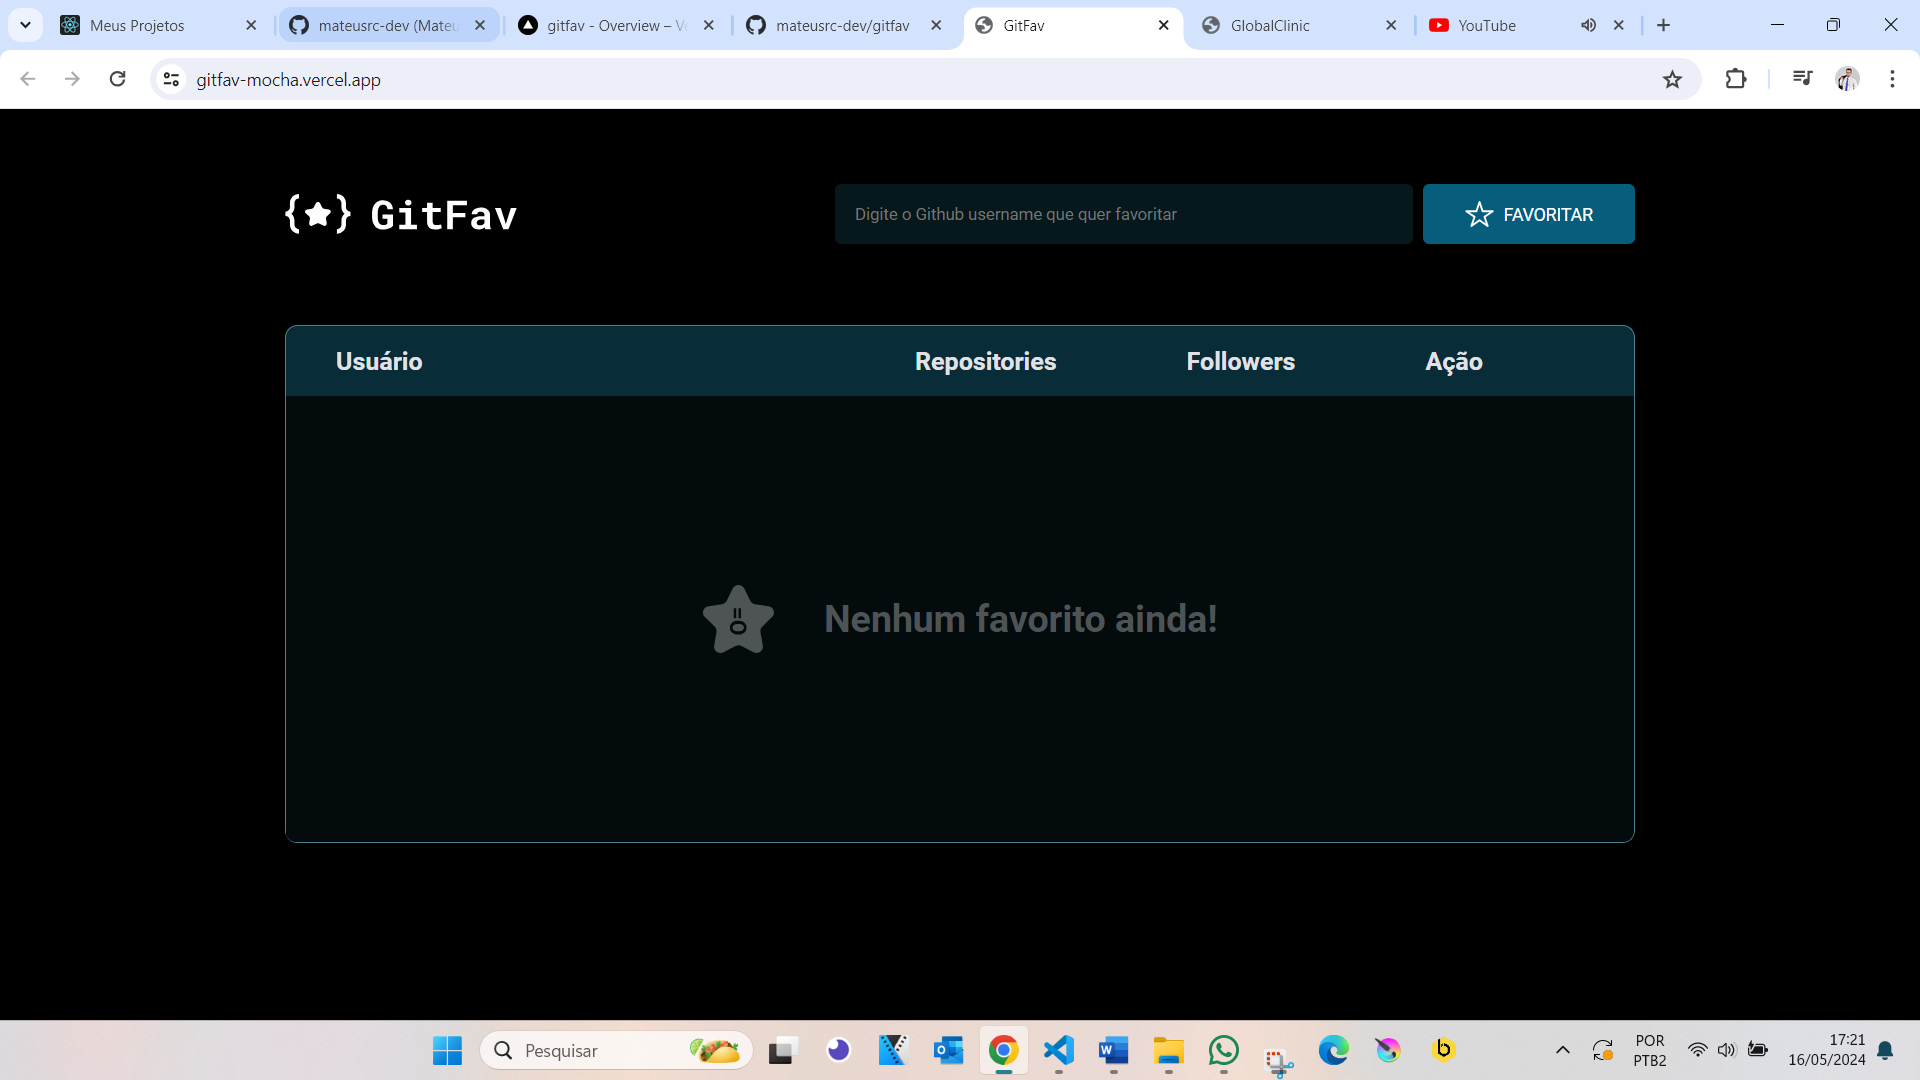 Meus Projetos
mateusrc-dev (Mateu
gitfav - Overview – Ve
mateusrc-dev/gitfav
GitFav
GlobalClinic
YouTube
gitfav-mocha.vercel.app
{★} GitFav
Digite o Github username que quer favoritar
FAVORITAR
Usuário
Repositories
Followers
Ação
Nenhum favorito ainda!
Pesquisar
POR
PTB2
17:21
16/05/2024